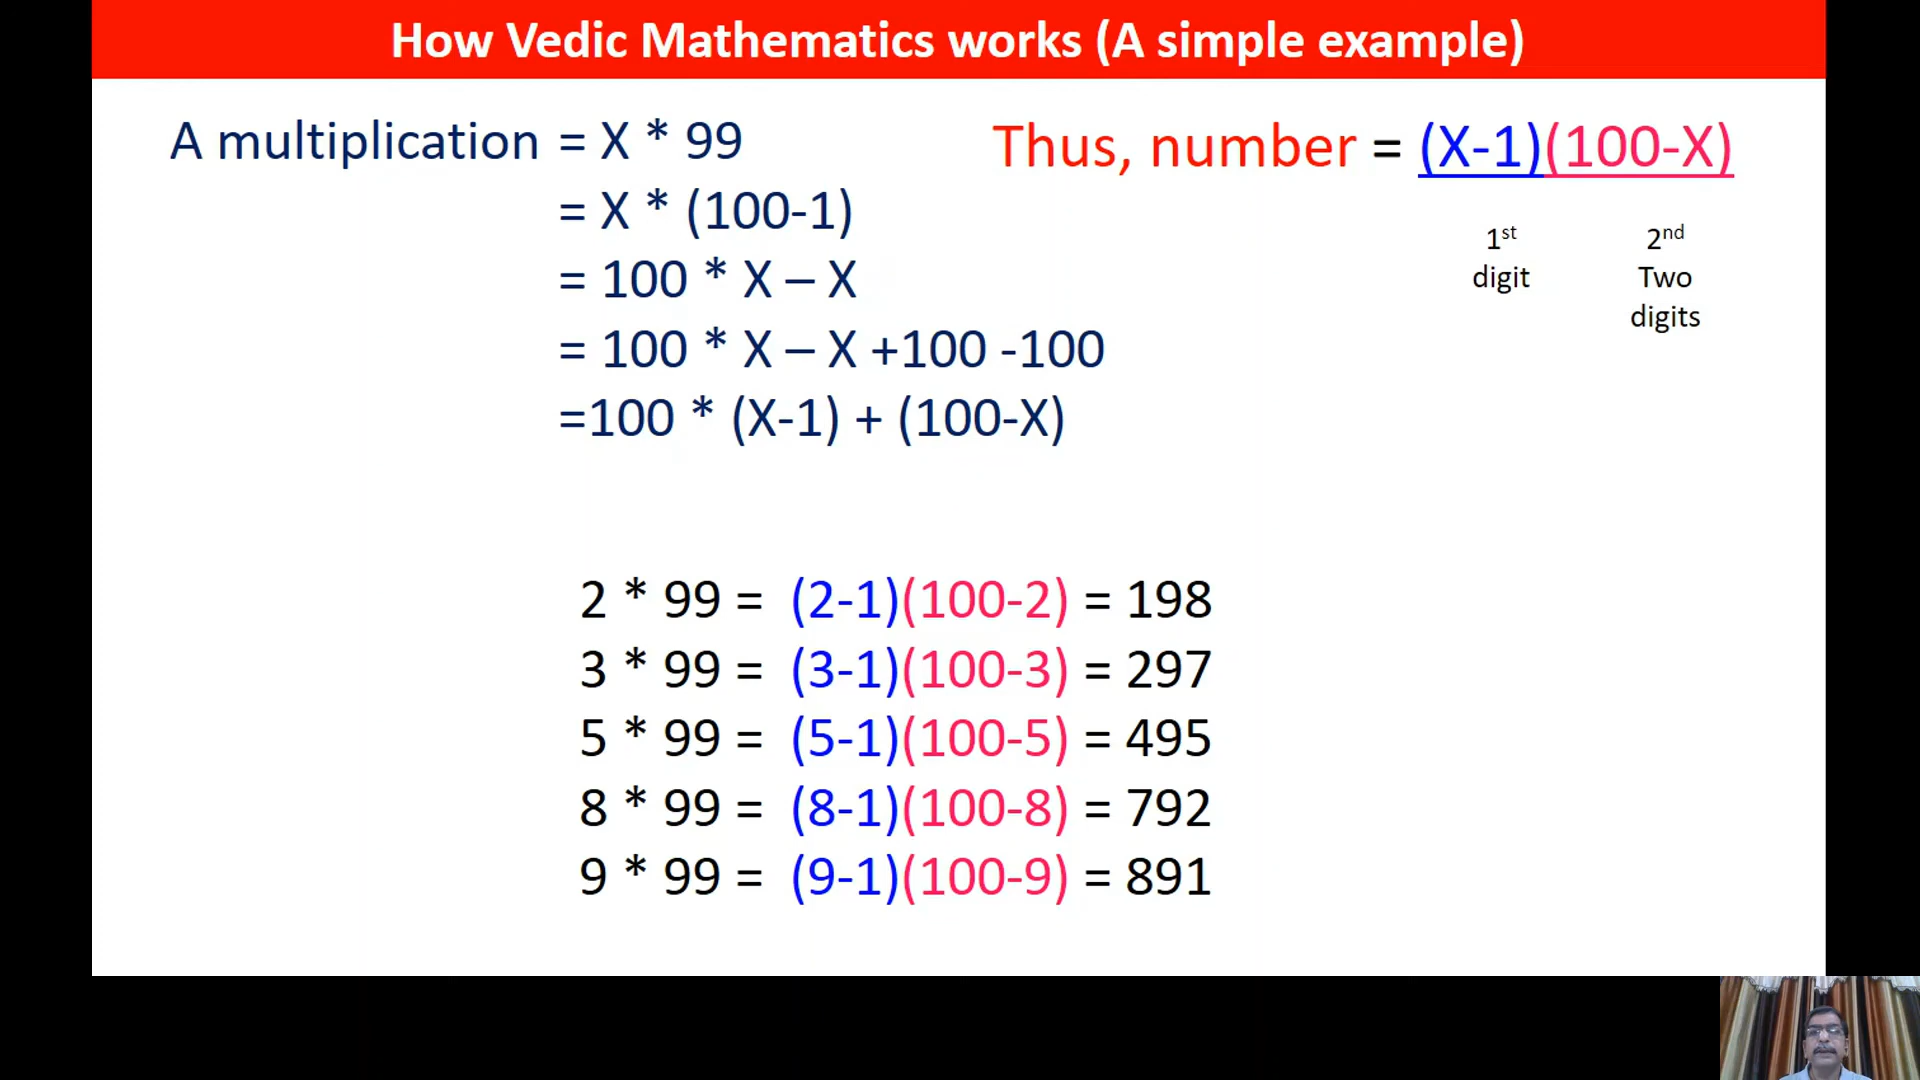 How Vedic Mathematics works (A simple example)
A multiplication = X * 99
= X * (100-1)
= 100 * X – X
= 100 * X – X +100 -100
=100 * (X-1) + (100-X)
Thus, number = (X-1)(100-X)
1st digit
2nd Two digits
2 * 99 = (2-1)(100-2) = 198
3 * 99 = (3-1)(100-3) = 297
5 * 99 = (5-1)(100-5) = 495
8 * 99 = (8-1)(100-8) = 792
9 * 99 = (9-1)(100-9) = 891